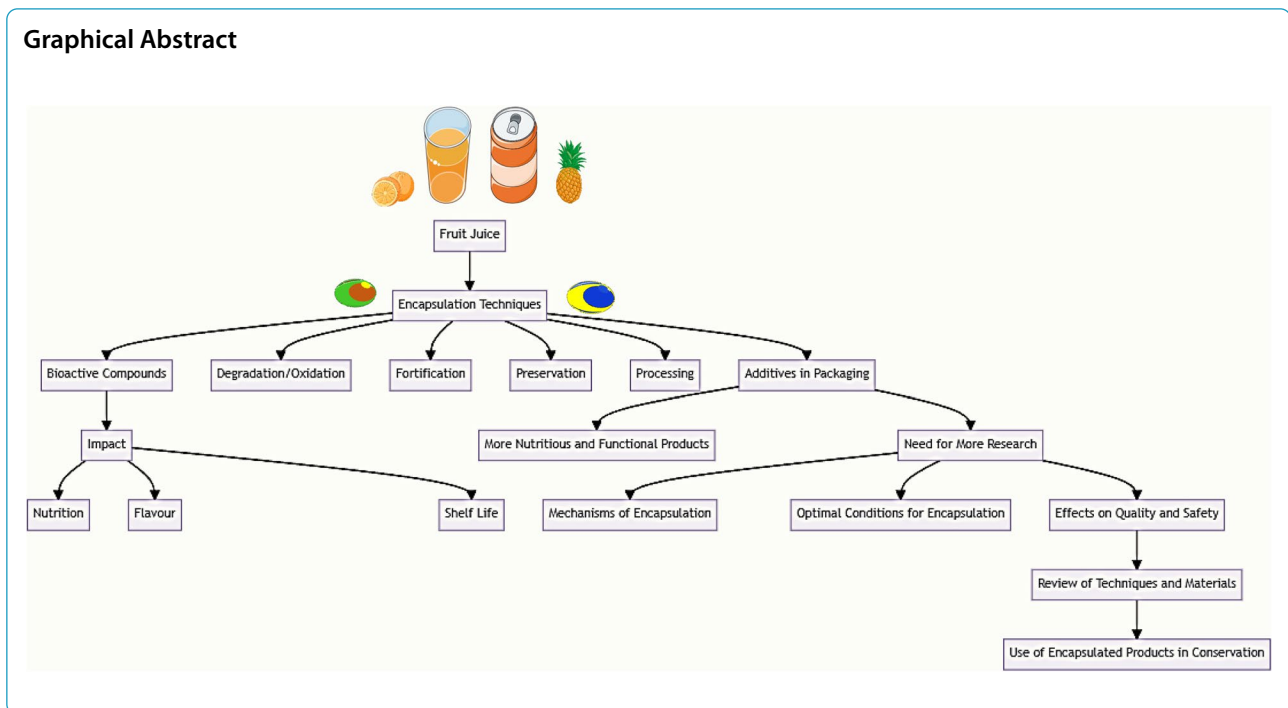 Graphical Abstract
Fruit Juice
Encapsulation Techniques
Bioactive Compounds
Degradation/Oxidation
Fortification
Preservation
Processing
Additives in Packaging
Impact
More Nutritious and Functional Products
Need for More Research
Nutrition
Flavour
Shelf Life
Mechanisms of Encapsulation
Optimal Conditions for Encapsulation
Effects on Quality and Safety
Review of Techniques and Materials
Use of Encapsulated Products in Conservation